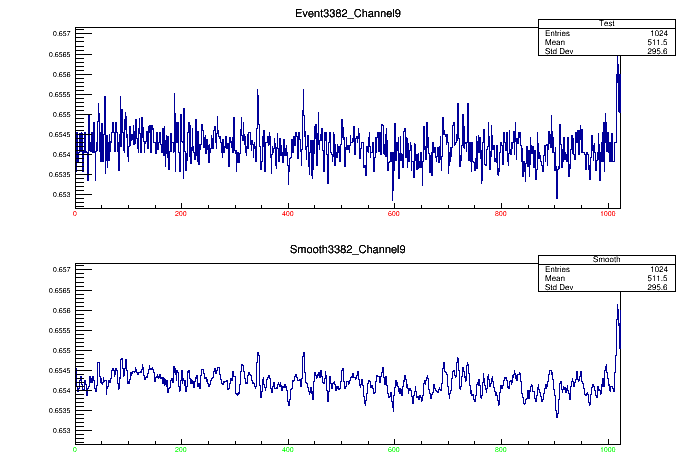 Event3382_Channel9
Test
Entries 1024
Mean 511.5
Std Dev 295.6
0.657
0.6565
0.656
0.6555
0.655
0.6545
0.654
0.6535
0.653
0 200 400 600 800 1000
Smooth3382_Channel9
Smooth
Entries 1024
Mean 511.5
Std Dev 295.6
0.657
0.6565
0.656
0.6555
0.655
0.6545
0.654
0.6535
0.653
0 200 400 600 800 1000